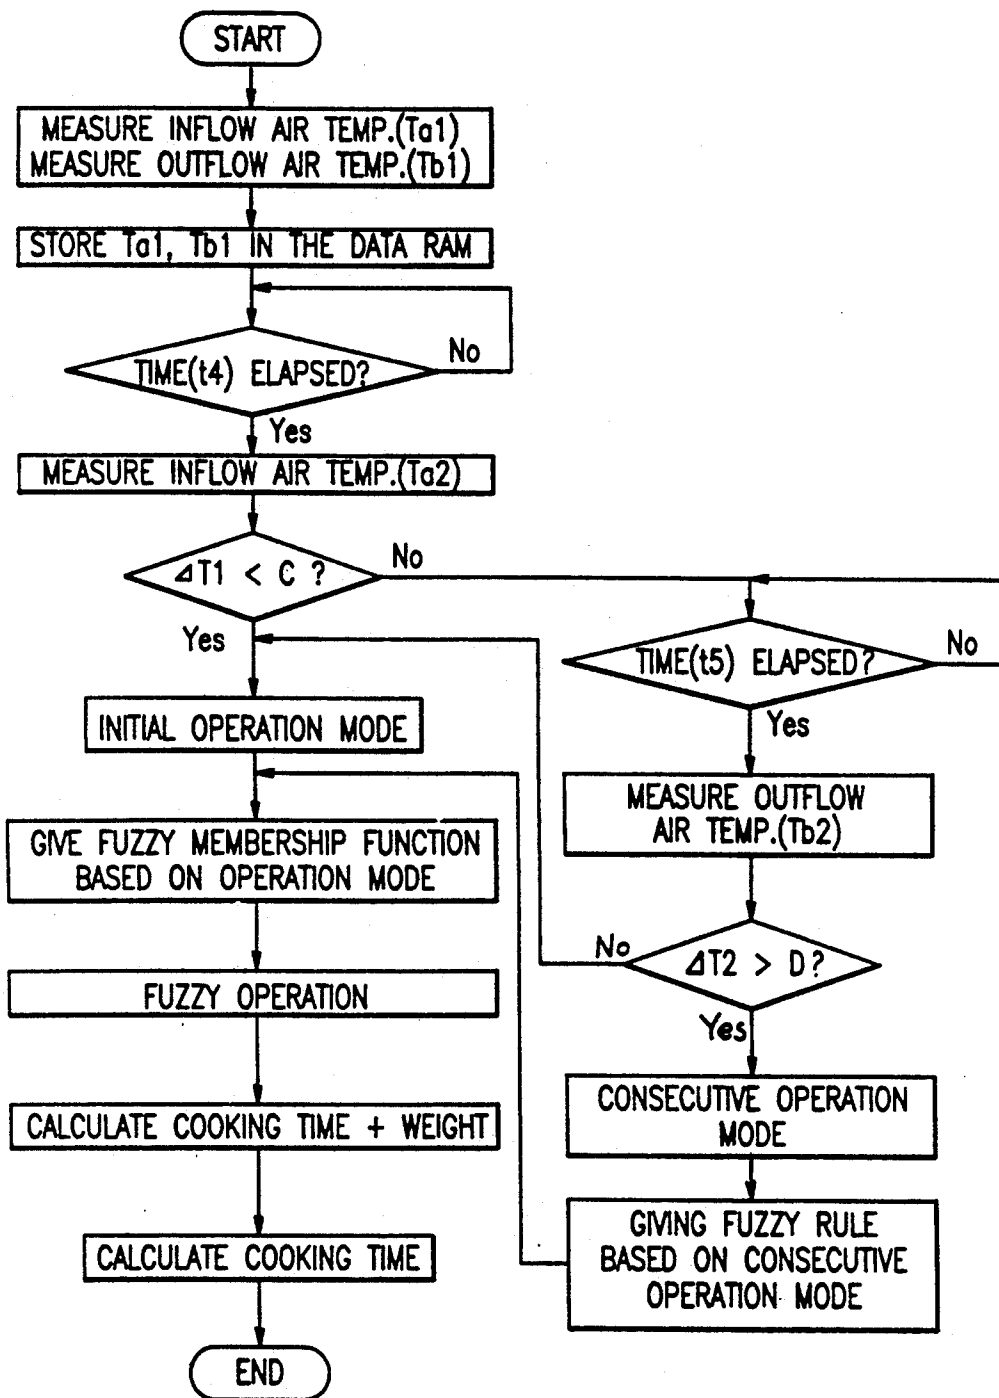 START
MEASURE INFLOW AIR TEMP.(Ta1)
MEASURE OUTFLOW AIR TEMP.(Tb1)
STORE Ta1, Tb1 IN THE DATA RAM
TIME(t4) ELAPSED?
No
Yes
MEASURE INFLOW AIR TEMP.(Ta2)
⊿T1 < C ?
No
Yes
TIME(t5) ELAPSED?
No
Yes
INITIAL OPERATION MODE
MEASURE OUTFLOW
AIR TEMP.(Tb2)
GIVE FUZZY MEMBERSHIP FUNCTION
BASED ON OPERATION MODE
⊿T2 > D?
No
Yes
FUZZY OPERATION
CONSECUTIVE OPERATION
MODE
CALCULATE COOKING TIME + WEIGHT
GIVING FUZZY RULE
BASED ON CONSECUTIVE
OPERATION MODE
CALCULATE COOKING TIME
END